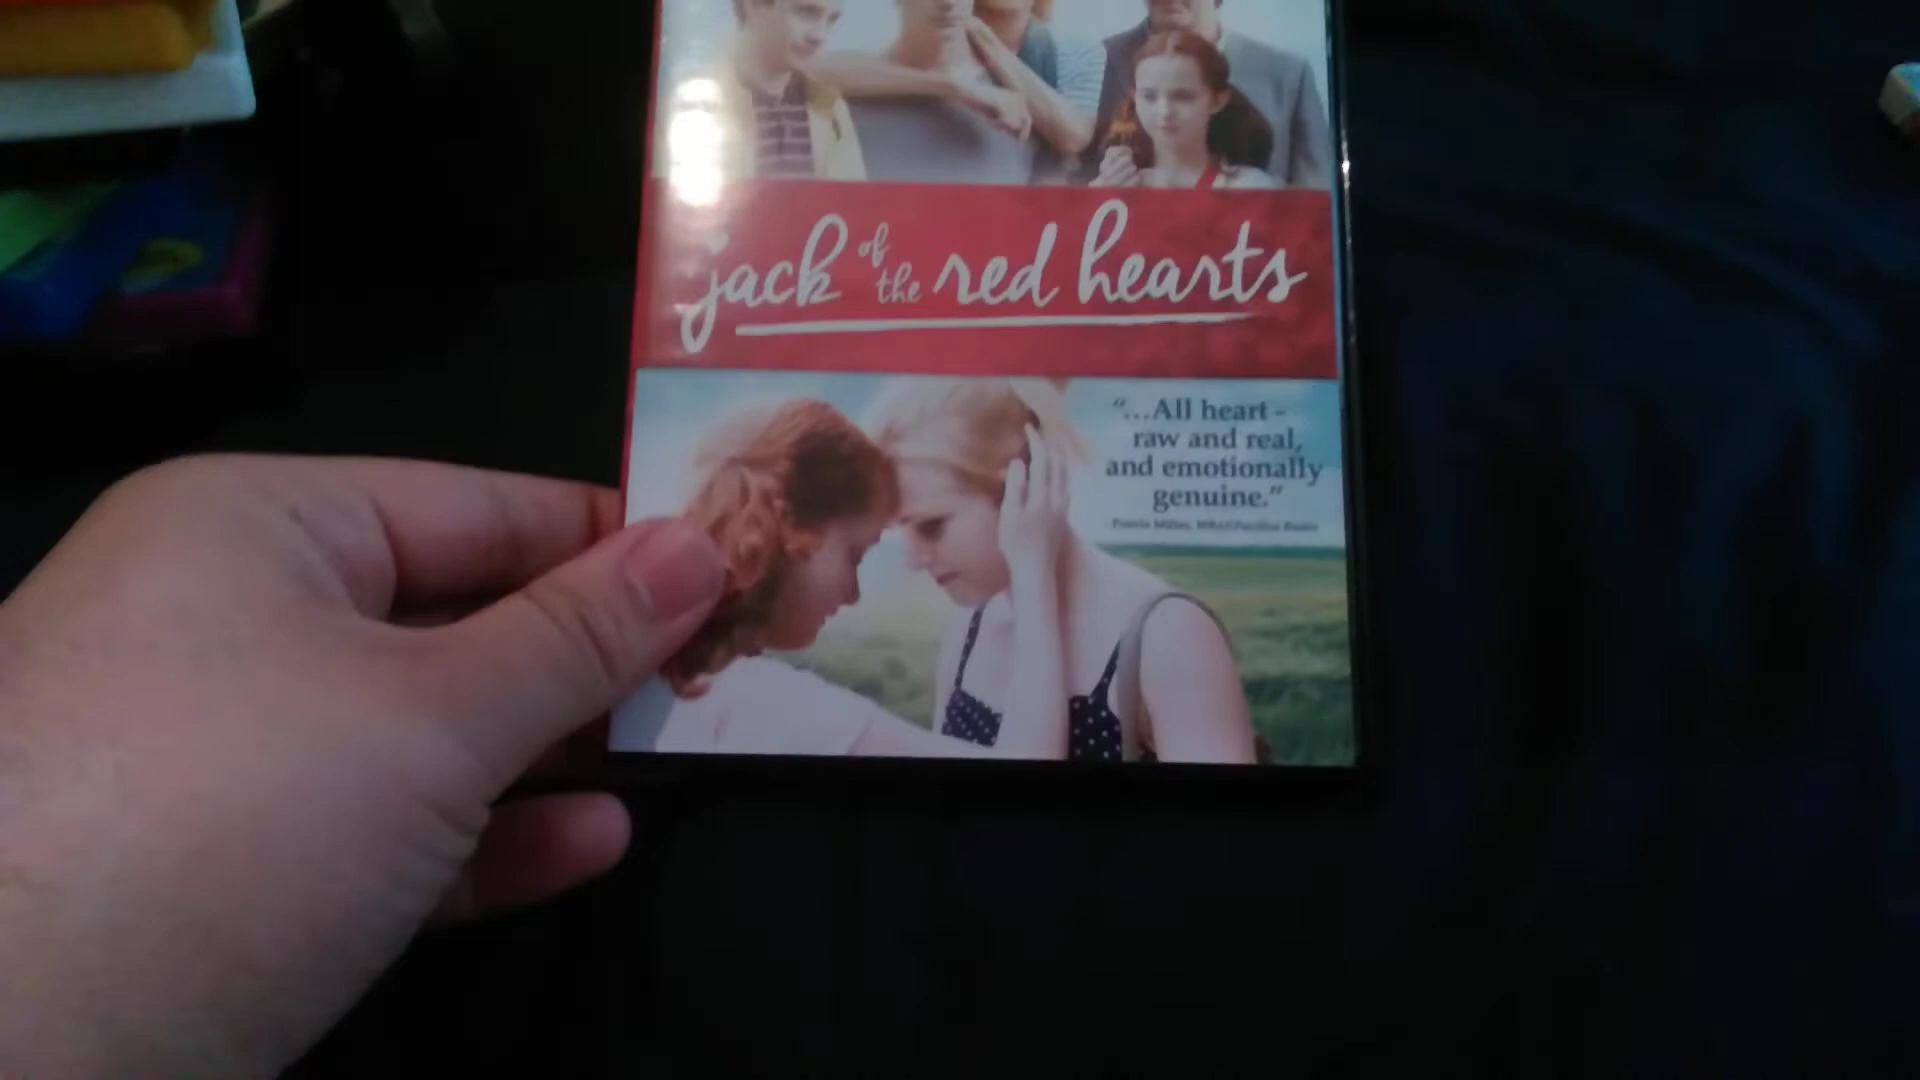 jack of the red hearts
“...All heart -
raw and real,
and emotionally
genuine.”